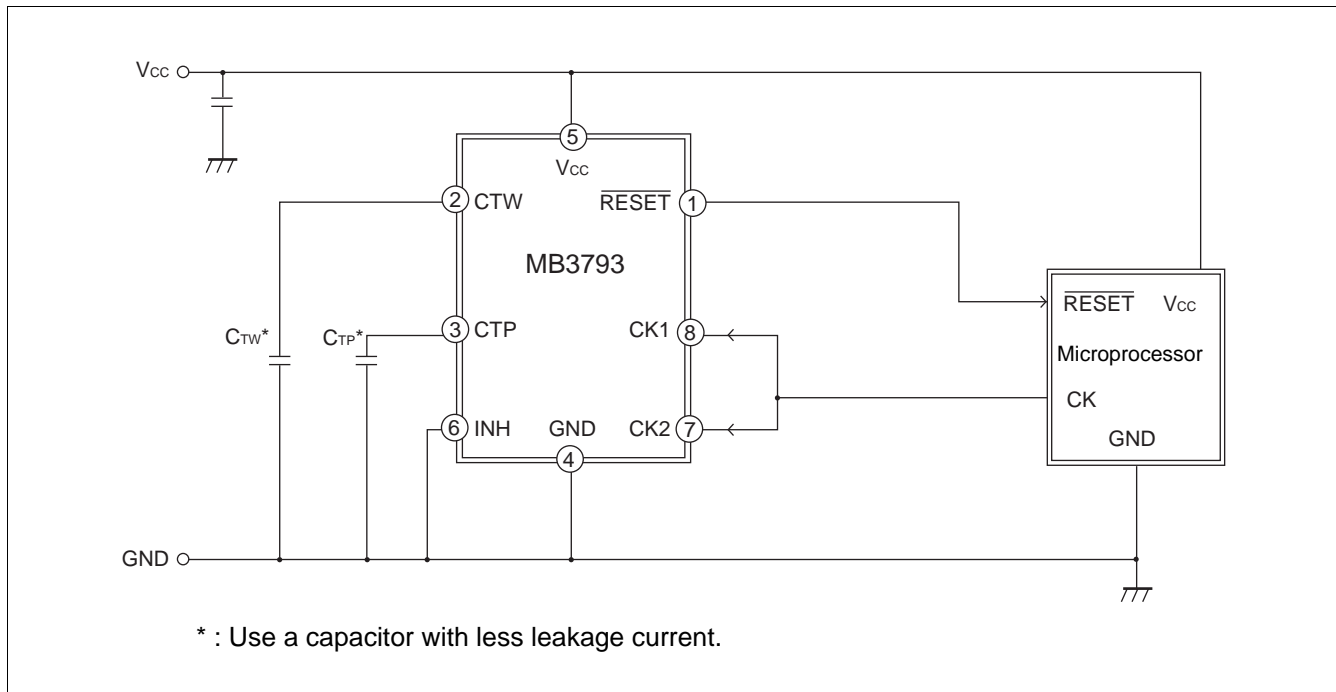 Vcc
5
Vcc
2 CTW
RESET 1
MB3793
CTW*
CTP*
3 CTP
CK1 8
6 INH
GND
CK2 7
4
RESET Vcc
Microprocessor
CK
GND
GND
* : Use a capacitor with less leakage current.